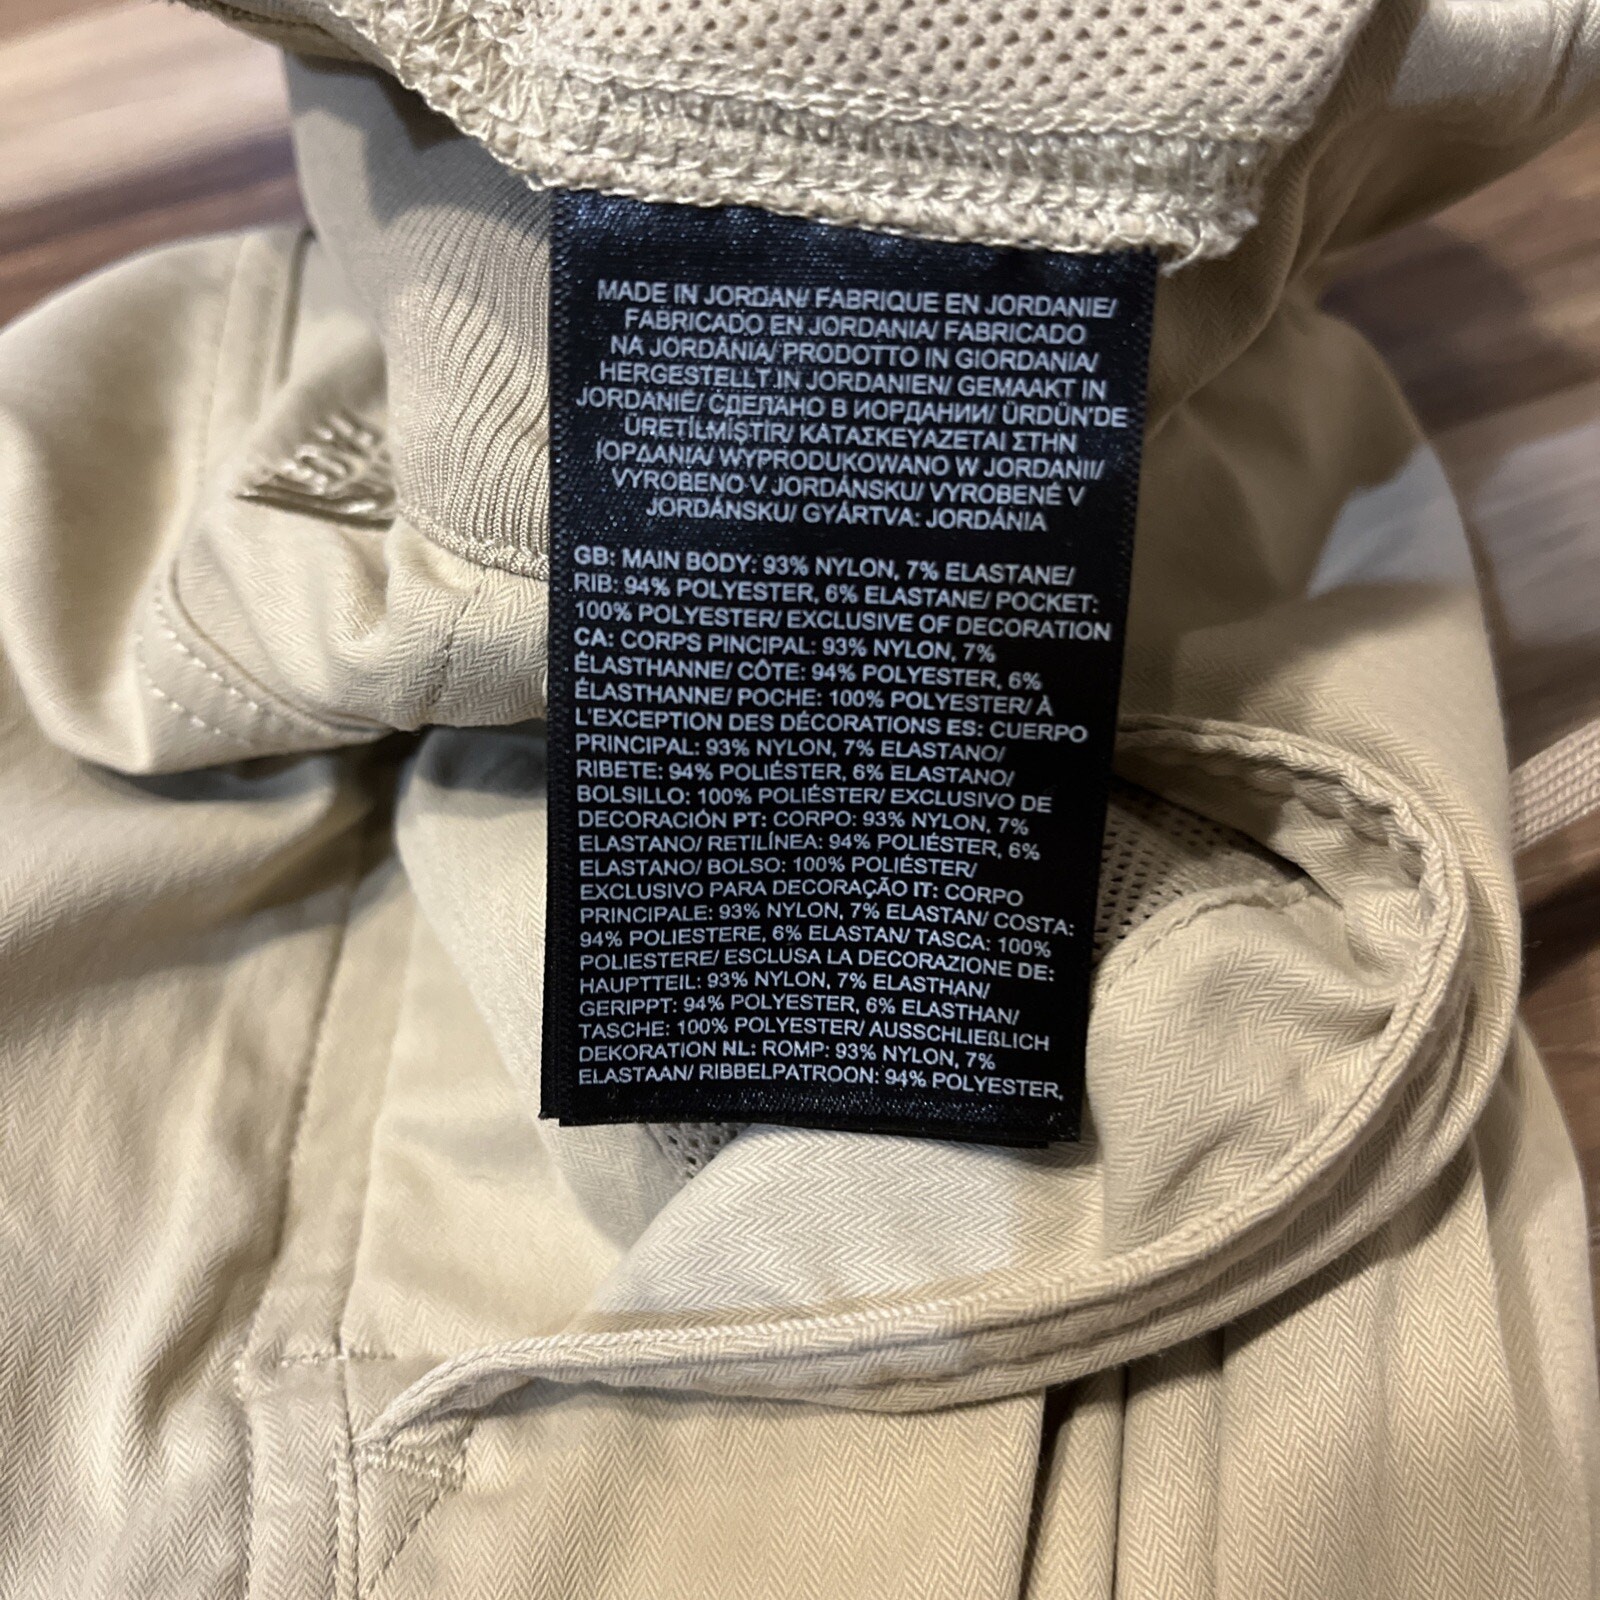 MADE IN JORDAN/ FABRIQUE EN JORDANIE/
FABRICADO EN JORDANIA/ FABRICADO
NA JORDÂNIA/ PRODOTTO IN GIORDANIA/
HERGESTELLT IN JORDANIEN/ GEMAAKT IN
JORDANIË/ СДЕЛАНО В ИОРДАНИИ/ ÜRDÜN'DE
ÜRETİLMİŞTİR/ ΚΑΤΑΣΚΕΥΑΖΕΤΑΙ ΣΤΗΝ
ΙΟΡΔΑΝΙΑ/ WYPRODUKOWANO W JORDANII/
VYROBENO V JORDÁNSKU/ VYROBENÉ V
JORDÁNSKU/ GYÁRTVA: JORDÁNIA
GB: MAIN BODY: 93% NYLON, 7% ELASTANE/
RIB: 94% POLYESTER, 6% ELASTANE/ POCKET:
100% POLYESTER/ EXCLUSIVE OF DECORATION
CA: CORPS PINCIPAL: 93% NYLON, 7%
ÉLASTHANNE/ CÔTE: 94% POLYESTER, 6%
ÉLASTHANNE/ POCHE: 100% POLYESTER/ À
L'EXCEPTION DES DÉCORATIONS ES: CUERPO
PRINCIPAL: 93% NYLON, 7% ELASTANO/
RIBETE: 94% POLIÉSTER, 6% ELASTANO/
BOLSILLO: 100% POLIÉSTER/ EXCLUSIVO DE
DECORACIÓN PT: CORPO: 93% NYLON, 7%
ELASTANO/ RETILÍNEA: 94% POLIÉSTER, 6%
ELASTANO/ BOLSO: 100% POLIÉSTER/
EXCLUSIVO PARA DECORAÇÃO IT: CORPO
PRINCIPALE: 93% NYLON, 7% ELASTAN/ COSTA:
94% POLIESTERE, 6% ELASTAN/ TASCA: 100%
POLIESTERE/ ESCLUSA LA DECORAZIONE DE:
HAUPTTEIL: 93% NYLON, 7% ELASTHAN/
GERIPPT: 94% POLYESTER, 6% ELASTHAN/
TASCHE: 100% POLYESTER/ AUSSCHLIEßLICH
DEKORATION NL: ROMP: 93% NYLON, 7%
ELASTAAN/ RIBBELPATROON: 94% POLYESTER,